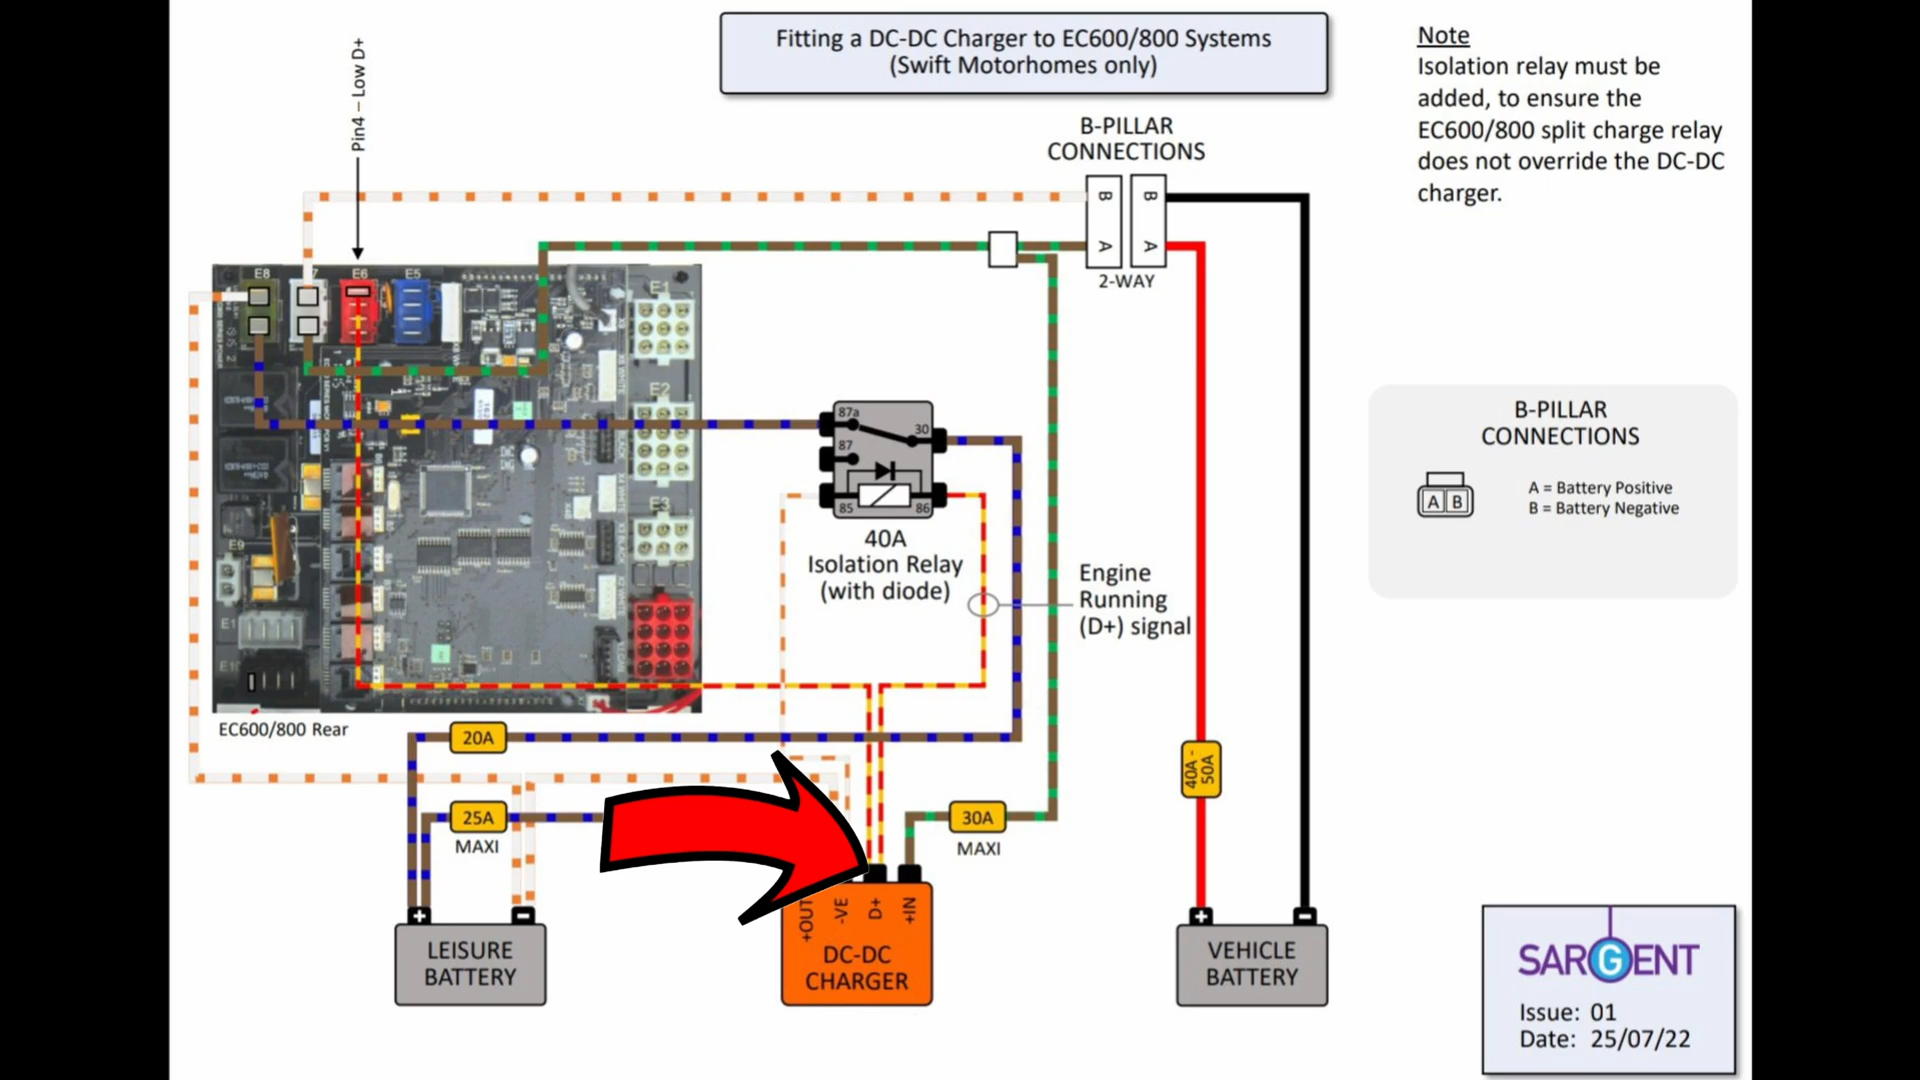 Fitting a DC-DC Charger to EC600/800 Systems
(Swift Motorhomes only)
Note
Isolation relay must be
added, to ensure the
EC600/800 split charge relay
does not override the DC-DC
charger.
Pin4 – Low D+
B-PILLAR
CONNECTIONS
B
B
A
A
2-WAY
E8
7
E6
E5
E1
E2
E3
E9
E1
E10
EC600/800 Rear
87a
30
87
85
86
40A
Isolation Relay
(with diode)
Engine
Running
(D+) signal
B-PILLAR
CONNECTIONS
A B
A = Battery Positive
B = Battery Negative
20A
25A
MAXI
30A
MAXI
40A -
50A
+OUT
-VE
D+
+IN
DC-DC
CHARGER
+
-
LEISURE
BATTERY
+
-
VEHICLE
BATTERY
SARGENT
Issue: 01
Date: 25/07/22